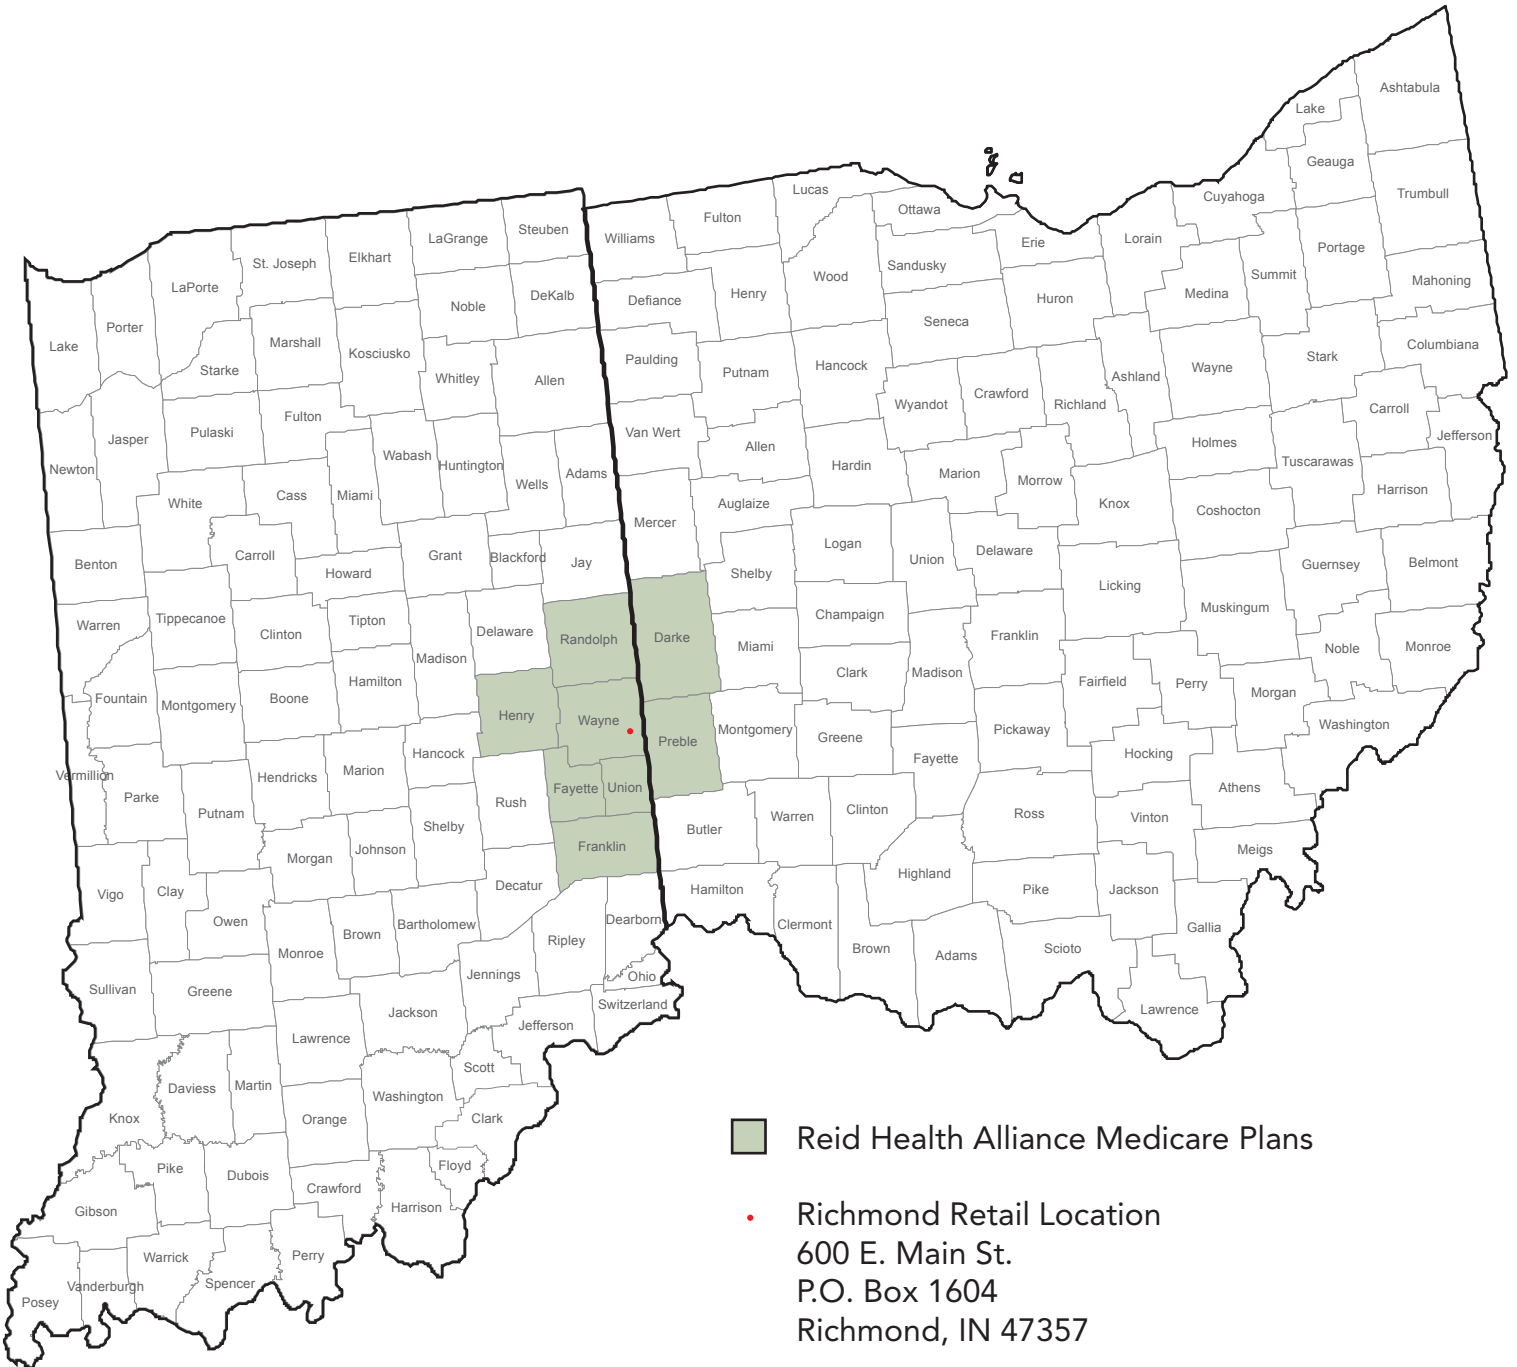 Ashtabula
Lake
Geauga
Lucas
Trumbull
Cuyahoga
Ottawa
Fulton
Steuben
Williams
LaGrange
Erie
Lorain
Portage
Elkhart
St. Joseph
Sandusky
Wood
Summit
Mahoning
LaPorte
DeKalb
Noble
Defiance
Henry
Huron
Medina
Seneca
Porter
Lake
Marshall
Kosciusko
Columbiana
Stark
Paulding
Hancock
Wayne
Starke
Putnam
Ashland
Whitley
Allen
Crawford
Wyandot
Richland
Carroll
Fulton
Pulaski
Jasper
Van Wert
Allen
Holmes
Jefferson
Wabash
Huntington
Tuscarawas
Newton
Hardin
Marion
Adams
Wells
Morrow
Harrison
Cass
Miami
White
Auglaize
Knox
Coshocton
Mercer
Logan
Delaware
Carroll
Grant
Blackford
Jay
Union
Benton
Howard
Shelby
Guernsey
Belmont
Licking
Muskingum
Champaign
Tippecanoe
Tipton
Warren
Clinton
Delaware
Randolph
Darke
Franklin
Miami
Noble
Monroe
Madison
Clark
Madison
Hamilton
Fairfield
Perry
Morgan
Fountain
Boone
Montgomery
Henry
Wayne
Washington
Montgomery
Pickaway
Greene
Preble
Hancock
Hocking
Fayette
Marion
Hendricks
Vermillion
Fayette
Union
Athens
Parke
Rush
Putnam
Clinton
Ross
Warren
Vinton
Shelby
Butler
Franklin
Johnson
Morgan
Meigs
Highland
Decatur
Hamilton
Pike
Jackson
Vigo
Clay
Owen
Dearborn
Bartholomew
Clermont
Gallia
Brown
Ripley
Brown
Scioto
Monroe
Adams
Jennings
Ohio
Sullivan
Greene
Switzerland
Lawrence
Jackson
Jefferson
Lawrence
Scott
Daviess
Martin
Washington
Knox
Orange
Clark
Pike
Floyd
Dubois
Crawford
Harrison
Gibson
Perry
Warrick
Spencer
Vanderburgh
Posey
Reid Health Alliance Medicare Plans
Richmond Retail Location
600 E. Main St.
P.O. Box 1604
Richmond, IN 47357